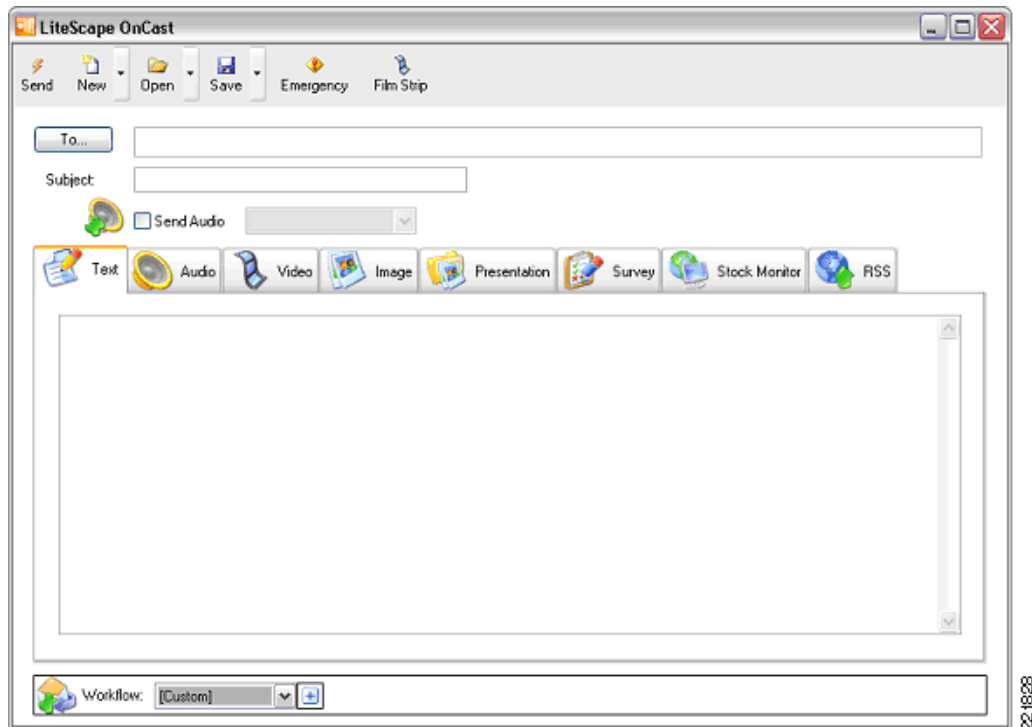 LiteScape OnCast
Send New Open Save Emergency Film Strip
To...
Subject:
Send Audio
Text Audio Video Image Presentation Survey Stock Monitor RSS
Workflow: [Custom]
221828